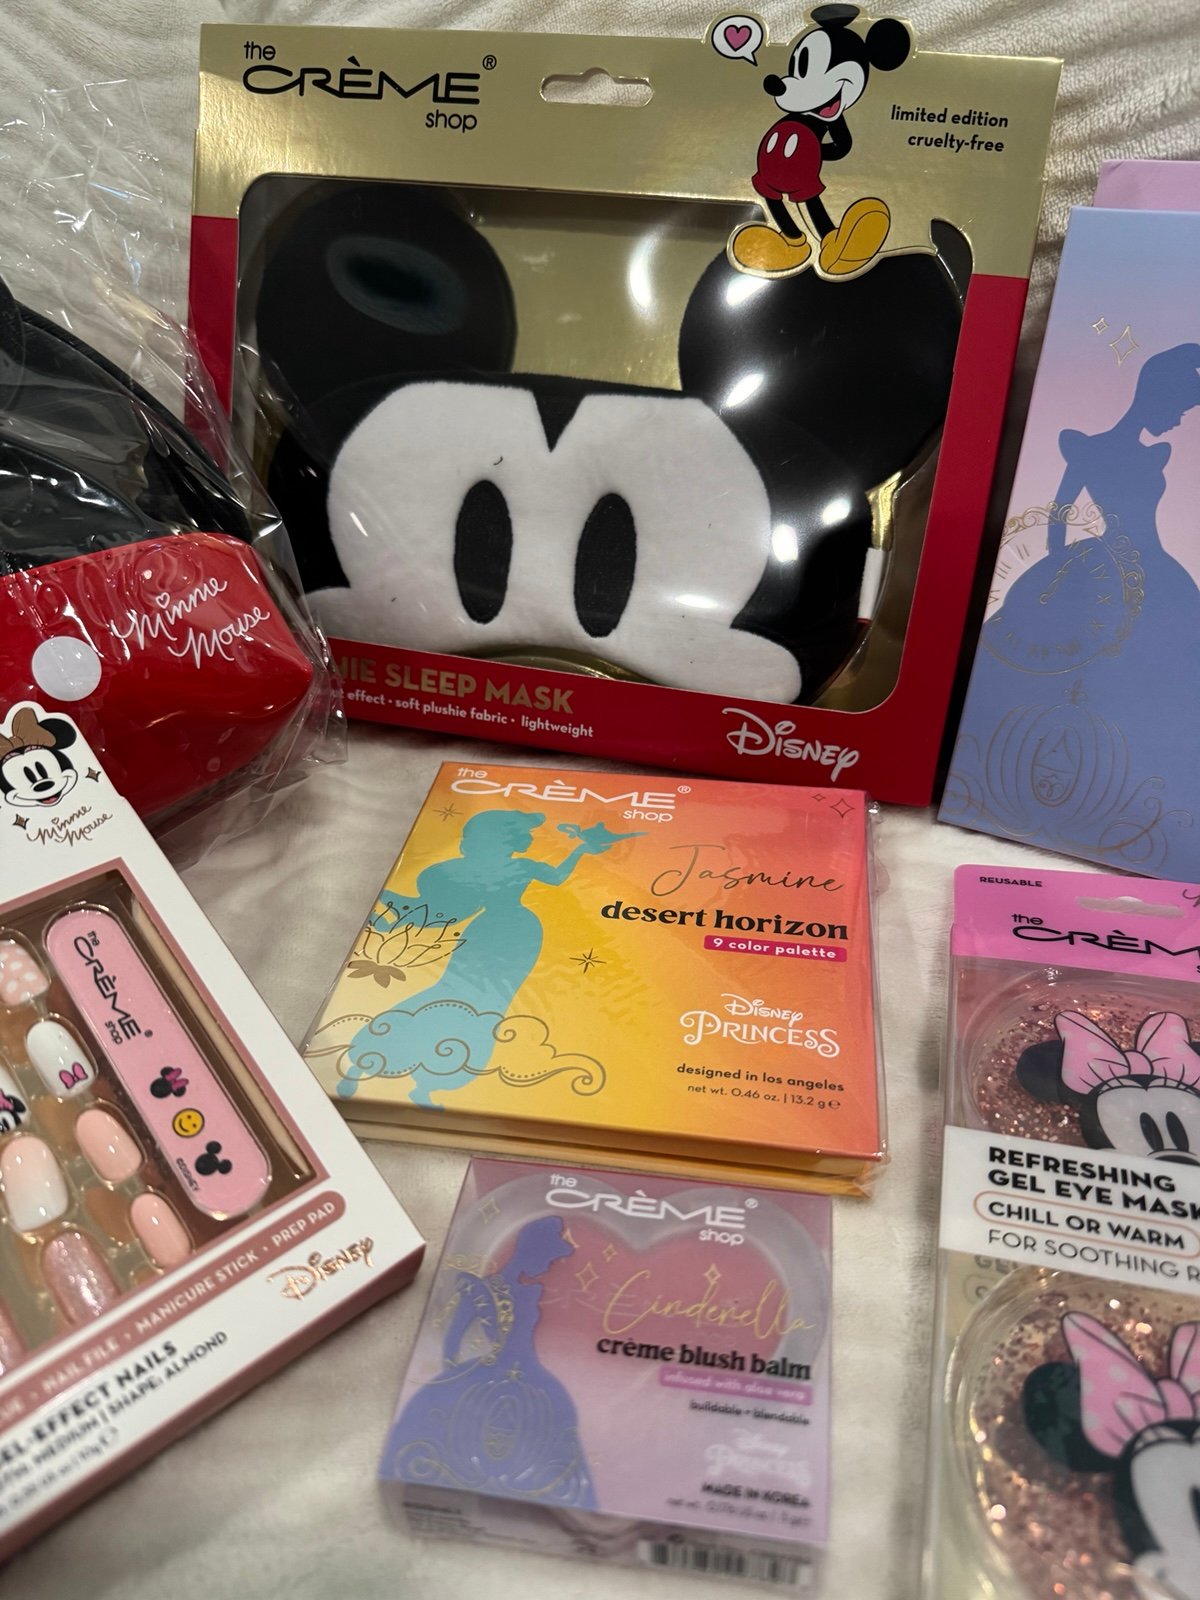 the
CRÈME®
shop
limited edition
cruelty-free
SLEEP MASK
effect • soft plushie fabric • lightweight
Disney
Minnie
Mouse
Minnie
Mouse
the
CRÈME®
shop
©DISNEY
NAIL FILE • MANICURE STICK • PREP PAD
Disney
NAILS
MEDIUM | SHAPE: ALMOND
the
CRÈME®
shop
Jasmine
desert horizon
9 color palette
Disney
PRINCESS
designed in los angeles
net wt. 0.46 oz. | 13.2 g ℮
the
CRÈME®
shop
Cinderella
crème blush balm
infused with aloe vera
buildable • blendable
Disney
Princess
MADE IN KOREA
REUSABLE
the
REFRESHING
GEL EYE MASK
CHILL OR WARM
FOR SOOTHING